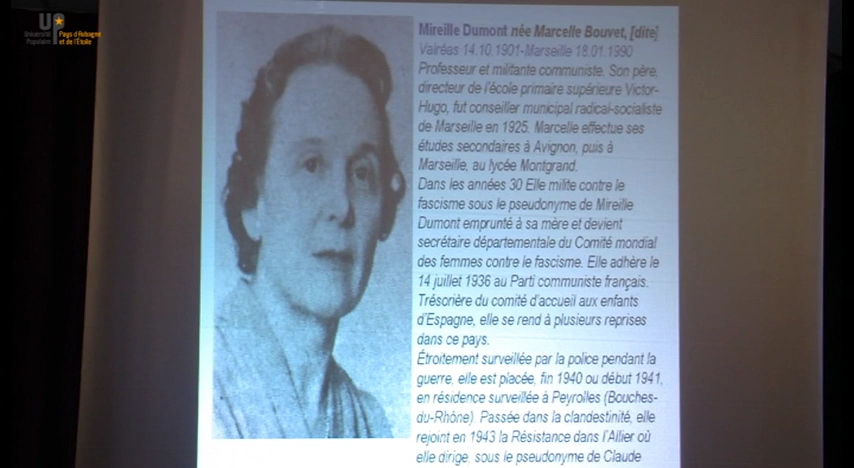 UP
Université
Populaire
Pays d'Aubagne
et de l'Étoile
Mireille Dumont née Marcelle Bouvet, [dite]
Valréas 14.10.1901-Marseille 18.01.1990
Professeur et militante communiste. Son père,
directeur de l'école primaire supérieure Victor-
Hugo, fut conseiller municipal radical-socialiste
de Marseille en 1925. Marcelle effectue ses
études secondaires à Avignon, puis à
Marseille, au lycée Montgrand.
Dans les années 30 Elle milite contre le
fascisme sous le pseudonyme de Mireille
Dumont emprunté à sa mère et devient
secrétaire départementale du Comité mondial
des femmes contre le fascisme. Elle adhère le
14 juillet 1936 au Parti communiste français.
Trésorière du comité d'accueil aux enfants
d'Espagne, elle se rend à plusieurs reprises
dans ce pays.
Étroitement surveillée par la police pendant la
guerre, elle est placée, fin 1940 ou début 1941,
en résidence surveillée à Peyrolles (Bouches-
du-Rhône). Passée dans la clandestinité, elle
rejoint en 1943 la Résistance dans l'Allier où
elle dirige, sous le pseudonyme de Claude